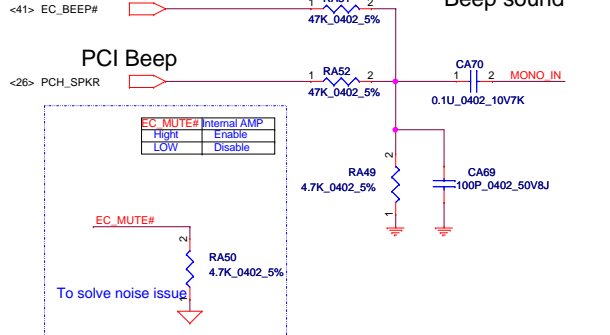 Beep sound
<41> EC_BEEP#
1
2
47K_0402_5%
PCI Beep
<26> PCH_SPKR
1
RA52
2
47K_0402_5%
CA70
1
2
MONO_IN
0.1U_0402_10V7K
EC_MUTE# Internal AMP
Hight Enable
LOW Disable
2
RA49
4.7K_0402_5%
1
CA69
100P_0402_50V8J
EC_MUTE#
2
RA50
4.7K_0402_5%
1
To solve noise issue